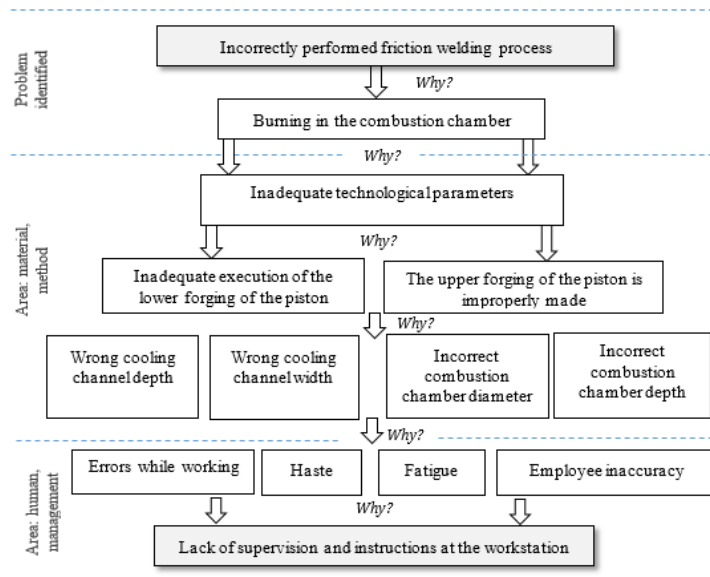 Problem
identified
Incorrectly performed friction welding process
Why?
Burning in the combustion chamber
Why?
Area: material,
method
Inadequate technological parameters
Why?
Inadequate execution of the
lower forging of the piston
The upper forging of the piston is
improperly made
Why?
Wrong cooling
channel depth
Wrong cooling
channel width
Incorrect
combustion
chamber diameter
Incorrect
combustion
chamber depth
Why?
Area: human,
management
Errors while working
Haste
Fatigue
Employee inaccuracy
Why?
Lack of supervision and instructions at the workstation